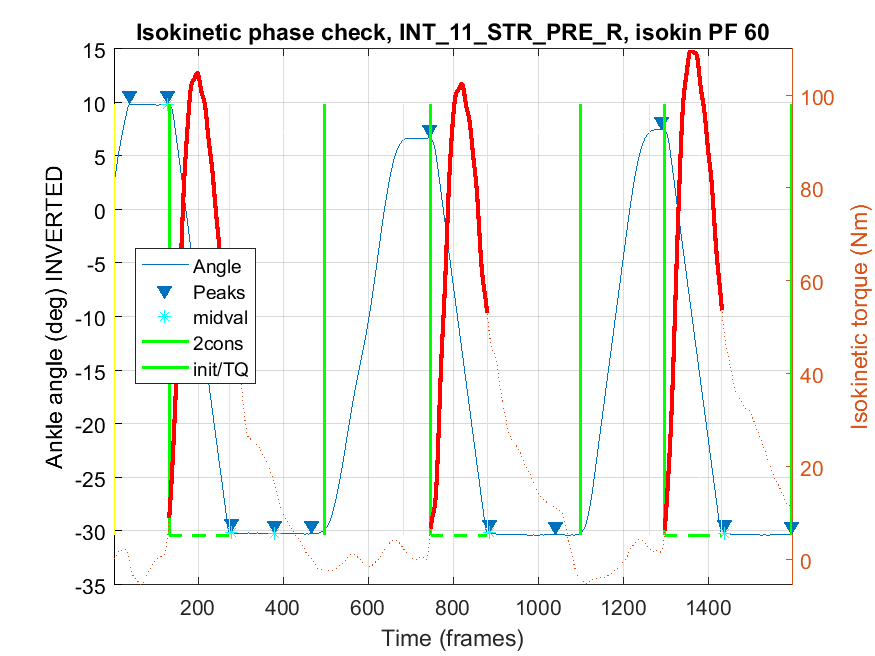 Isokinetic phase check, INT_11_STR_PRE_R, isokin PF 60
15
10
5
0
-5
-10
-15
-20
-25
-30
-35
Ankle angle (deg) INVERTED
Angle
Peaks
midval
2cons
init/TQ
100
80
60
40
20
0
Isokinetic torque (Nm)
200 400 600 800 1000 1200 1400
Time (frames)